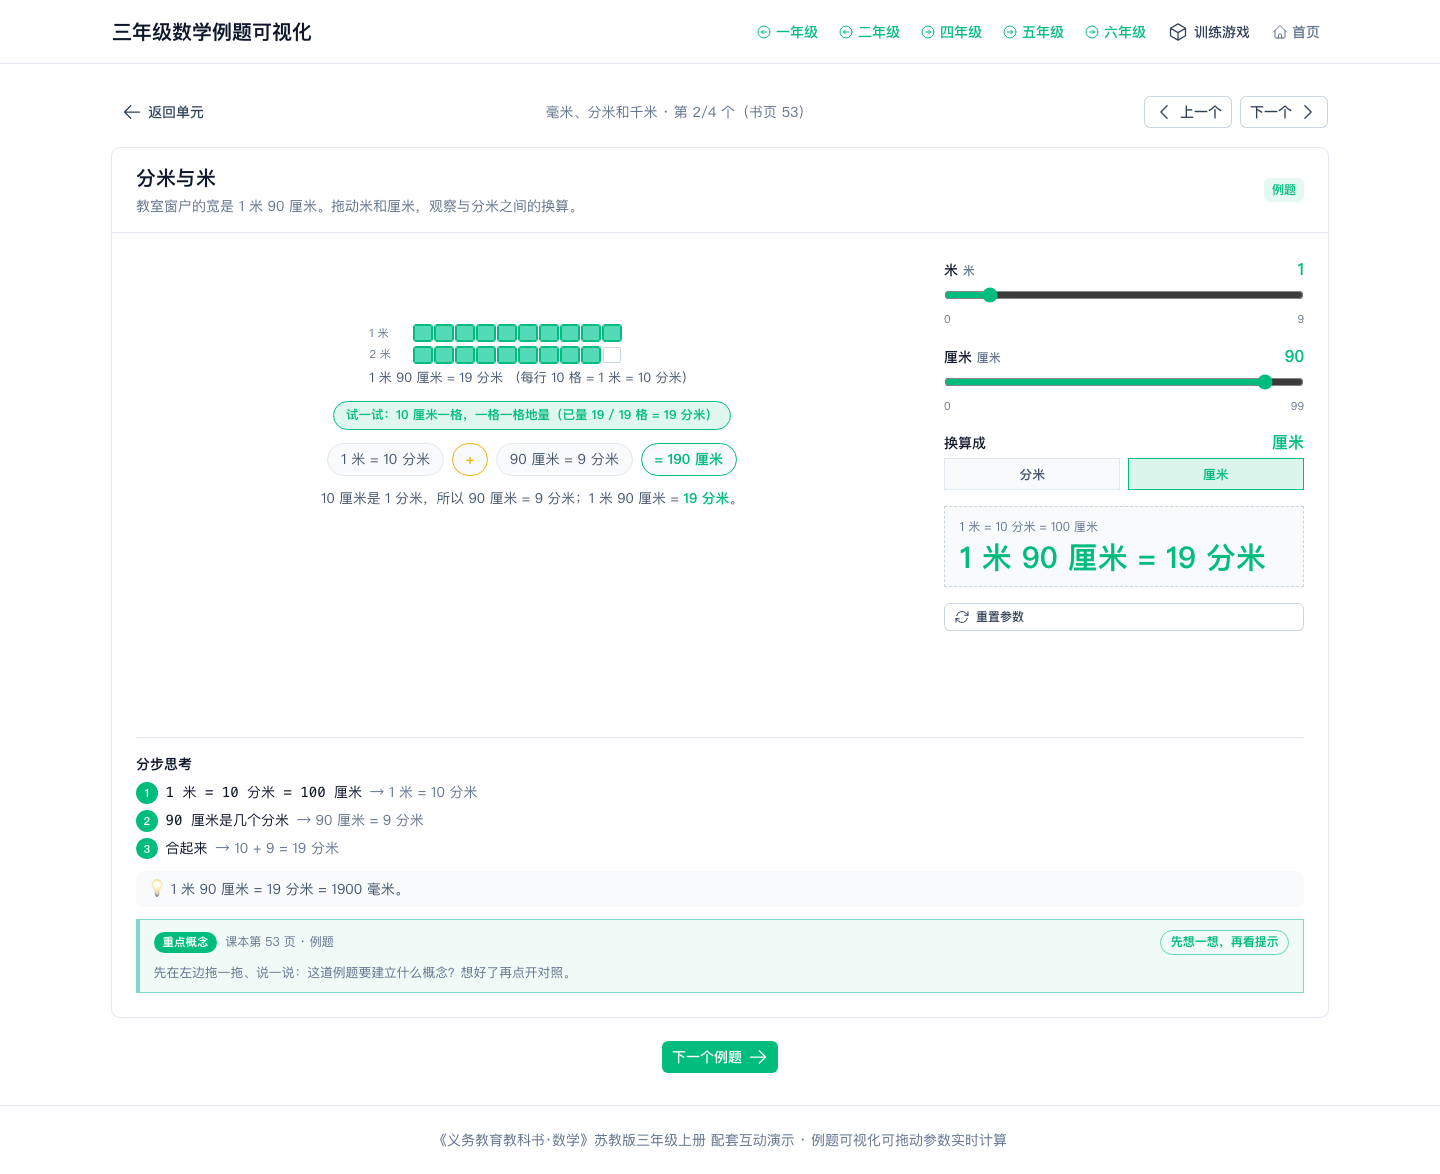 三年级数学例题可视化
一年级 二年级 四年级 五年级 六年级 训练游戏 首页
返回单元
毫米、分米和千米 · 第 2/4 个（书页 53）
上一个 下一个
分米与米
教室窗户的宽是 1 米 90 厘米。拖动米和厘米，观察与分米之间的换算。
例题
1 米
2 米
1 米 90 厘米 = 19 分米 （每行 10 格 = 1 米 = 10 分米）
试一试：10 厘米一格，一格一格地量（已量 19 / 19 格 = 19 分米）
1 米 = 10 分米 + 90 厘米 = 9 分米 = 190 厘米
10 厘米是 1 分米，所以 90 厘米 = 9 分米；1 米 90 厘米 = 19 分米。
米 米 1
0 9
厘米 厘米 90
0 99
换算成 厘米
分米 厘米
1 米 = 10 分米 = 100 厘米
1 米 90 厘米 = 19 分米
重置参数
分步思考
1 1 米 = 10 分米 = 100 厘米 → 1 米 = 10 分米
2 90 厘米是几个分米 → 90 厘米 = 9 分米
3 合起来 → 10 + 9 = 19 分米
💡 1 米 90 厘米 = 19 分米 = 1900 毫米。
重点概念 课本第 53 页 · 例题
先想一想，再看提示
先在左边拖一拖、说一说：这道例题要建立什么概念？想好了再点开对照。
下一个例题 →
《义务教育教科书·数学》苏教版三年级上册 配套互动演示 · 例题可视化可拖动参数实时计算